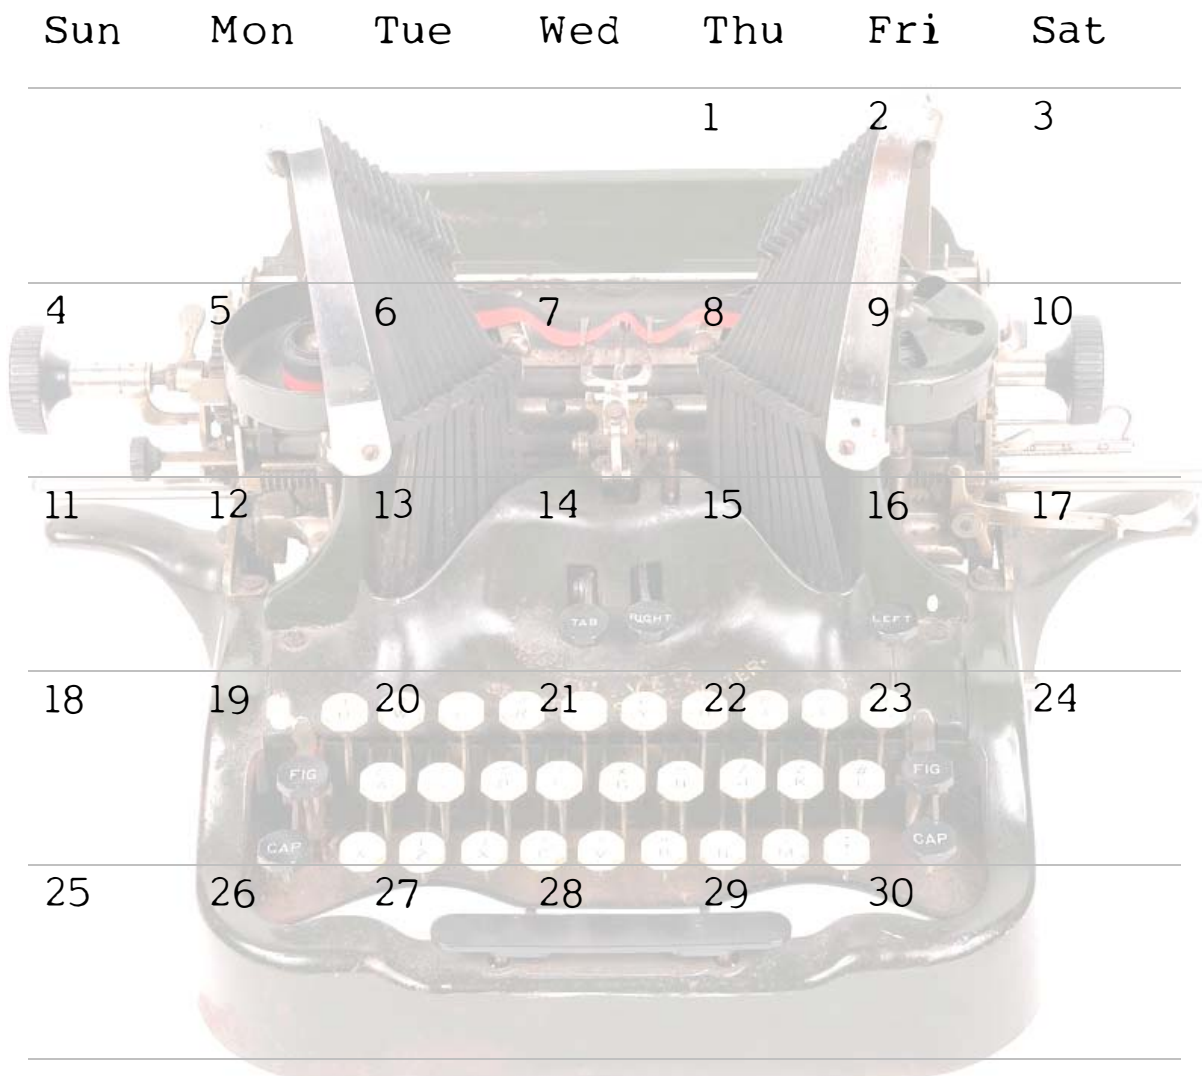 Sun Mon Tue Wed Thu Fri Sat
1 2 3
4 5 6 7 8 9 10
11 12 13 14 15 16 17
TAB RIGHT LEFT
18 19 20 21 22 23 24
FIG FIG
CAP CAP
25 26 27 28 29 30